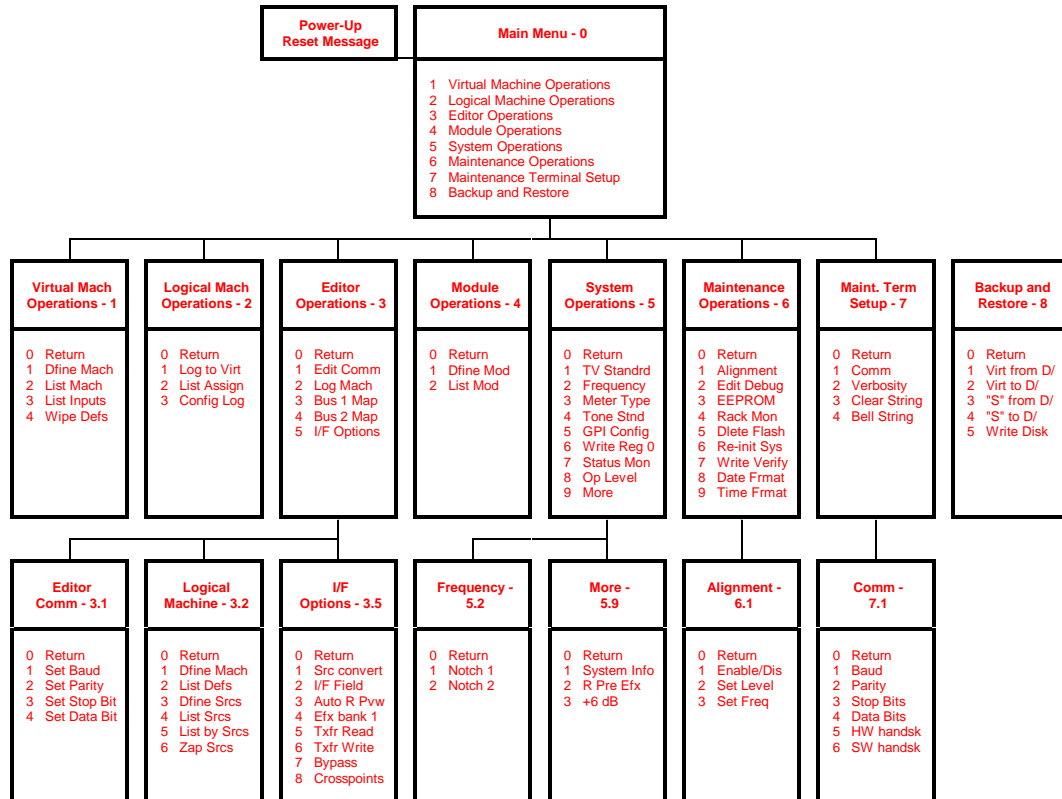 Power-Up
Reset Message
Main Menu - 0
1 Virtual Machine Operations
2 Logical Machine Operations
3 Editor Operations
4 Module Operations
5 System Operations
6 Maintenance Operations
7 Maintenance Terminal Setup
8 Backup and Restore
Virtual Mach
Operations - 1
0 Return
1 Dfine Mach
2 List Mach
3 List Inputs
4 Wipe Defs
Logical Mach
Operations - 2
0 Return
1 Log to Virt
2 List Assign
3 Config Log
Editor
Operations - 3
0 Return
1 Edit Comm
2 Log Mach
3 Bus 1 Map
4 Bus 2 Map
5 I/F Options
Module
Operations - 4
0 Return
1 Dfine Mod
2 List Mod
System
Operations - 5
0 Return
1 TV Standrd
2 Frequency
3 Meter Type
4 Tone Stnd
5 GPI Config
6 Write Reg 0
7 Status Mon
8 Op Level
9 More
Maintenance
Operations - 6
0 Return
1 Alignment
2 Edit Debug
3 EEPROM
4 Rack Mon
5 Dlete Flash
6 Re-init Sys
7 Write Verify
8 Date Frmat
9 Time Frmat
Maint. Term
Setup - 7
0 Return
1 Comm
2 Verbosity
3 Clear String
4 Bell String
Backup and
Restore - 8
0 Return
1 Virt from D/
2 Virt to D/
3 "S" from D/
4 "S" to D/
5 Write Disk
Editor
Comm - 3.1
0 Return
1 Set Baud
2 Set Parity
3 Set Stop Bit
4 Set Data Bit
Logical
Machine - 3.2
0 Return
1 Dfine Mach
2 List Defs
3 Dfine Srcs
4 List Srcs
5 List by Srcs
6 Zap Srcs
I/F
Options - 3.5
0 Return
1 Src convert
2 I/F Field
3 Auto R Pvw
4 Efx bank 1
5 Txfr Read
6 Txfr Write
7 Bypass
8 Crosspoints
Frequency -
5.2
0 Return
1 Notch 1
2 Notch 2
More -
5.9
0 Return
1 System Info
2 R Pre Efx
3 +6 dB
Alignment -
6.1
0 Return
1 Enable/Dis
2 Set Level
3 Set Freq
Comm -
7.1
0 Return
1 Baud
2 Parity
3 Stop Bits
4 Data Bits
5 HW handsk
6 SW handsk